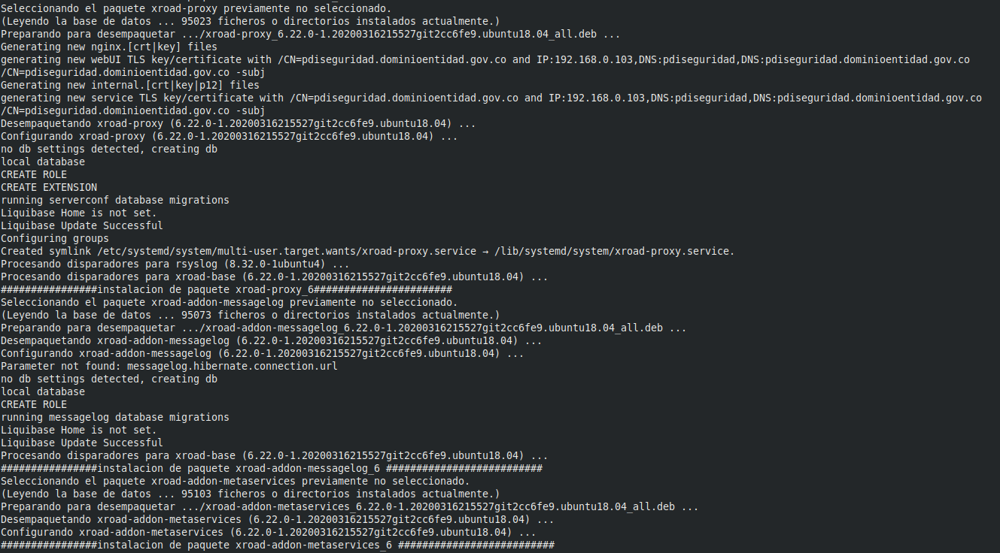 Seleccionando el paquete xroad-proxy previamente no seleccionado.
(Leyendo la base de datos ... 95023 ficheros o directorios instalados actualmente.)
Preparando para desempaquetar .../xroad-proxy_6.22.0-1.20200316215527git2cc6fe9.ubuntu18.04_all.deb ...
Generating new nginx.[crt|key] files
generating new webUI TLS key/certificate with /CN=pdiseguridad.dominioentidad.gov.co and IP:192.168.0.103,DNS:pdiseguridad,DNS:pdiseguridad.dominioentidad.gov.co
/CN=pdiseguridad.dominioentidad.gov.co -subj
Generating new internal.[crt|key|p12] files
generating new service TLS key/certificate with /CN=pdiseguridad.dominioentidad.gov.co and IP:192.168.0.103,DNS:pdiseguridad,DNS:pdiseguridad.dominioentidad.gov.co
/CN=pdiseguridad.dominioentidad.gov.co -subj
Desempaquetando xroad-proxy (6.22.0-1.20200316215527git2cc6fe9.ubuntu18.04) ...
Configurando xroad-proxy (6.22.0-1.20200316215527git2cc6fe9.ubuntu18.04) ...
no db settings detected, creating db
local database
CREATE ROLE
CREATE EXTENSION
running serverconf database migrations
Liquibase Home is not set.
Liquibase Update Successful
Configuring groups
Created symlink /etc/systemd/system/multi-user.target.wants/xroad-proxy.service → /lib/systemd/system/xroad-proxy.service.
Procesando disparadores para rsyslog (8.32.0-1ubuntu4) ...
Procesando disparadores para xroad-base (6.22.0-1.20200316215527git2cc6fe9.ubuntu18.04) ...
################instalacion de paquete xroad-proxy_6#######################
Seleccionando el paquete xroad-addon-messagelog previamente no seleccionado.
(Leyendo la base de datos ... 95073 ficheros o directorios instalados actualmente.)
Preparando para desempaquetar .../xroad-addon-messagelog_6.22.0-1.20200316215527git2cc6fe9.ubuntu18.04_all.deb ...
Desempaquetando xroad-addon-messagelog (6.22.0-1.20200316215527git2cc6fe9.ubuntu18.04) ...
Configurando xroad-addon-messagelog (6.22.0-1.20200316215527git2cc6fe9.ubuntu18.04) ...
Parameter not found: messagelog.hibernate.connection.url
no db settings detected, creating db
local database
CREATE ROLE
running messagelog database migrations
Liquibase Home is not set.
Liquibase Update Successful
Procesando disparadores para xroad-base (6.22.0-1.20200316215527git2cc6fe9.ubuntu18.04) ...
################instalacion de paquete xroad-addon-messagelog_6 ##########################
Seleccionando el paquete xroad-addon-metaservices previamente no seleccionado.
(Leyendo la base de datos ... 95103 ficheros o directorios instalados actualmente.)
Preparando para desempaquetar .../xroad-addon-metaservices_6.22.0-1.20200316215527git2cc6fe9.ubuntu18.04_all.deb ...
Desempaquetando xroad-addon-metaservices (6.22.0-1.20200316215527git2cc6fe9.ubuntu18.04) ...
Configurando xroad-addon-metaservices (6.22.0-1.20200316215527git2cc6fe9.ubuntu18.04) ...
################instalacion de paquete xroad-addon-metaservices_6 ##########################